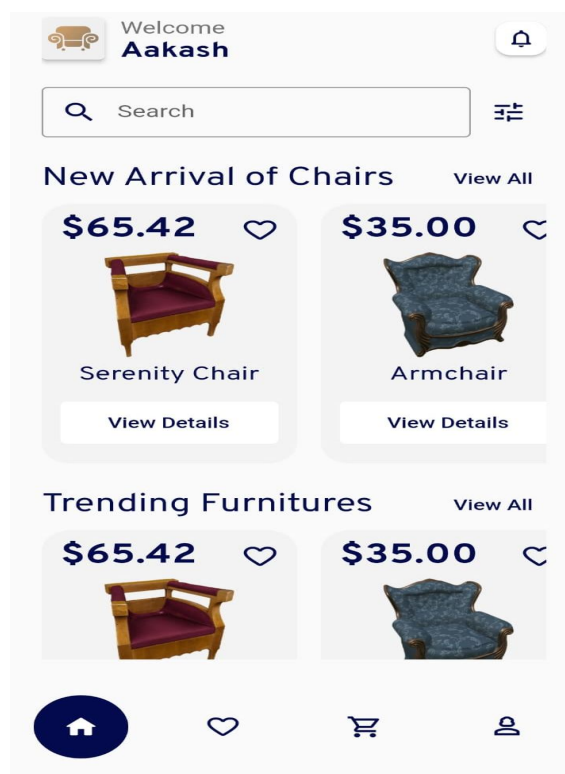 Welcome
Aakash
Search
New Arrival of Chairs View All
$65.42 $35.00
Serenity Chair Armchair
View Details View Details
Trending Furnitures View All
$65.42 $35.00